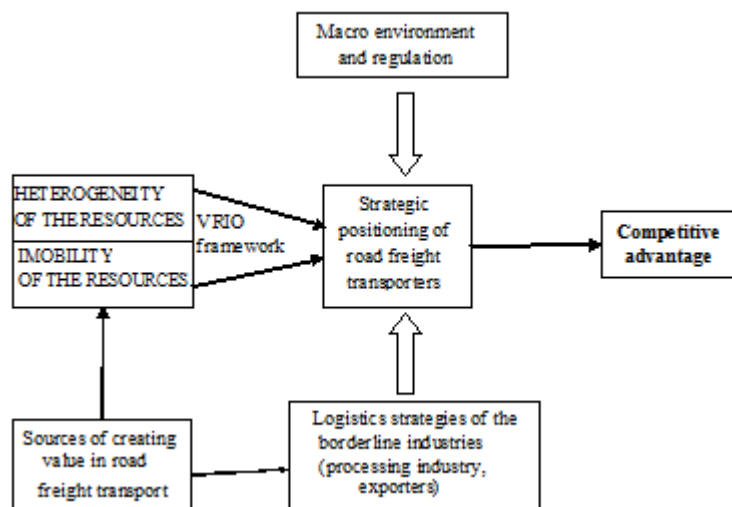 Macro environment
and regulation
HETEROGENEITY
OF THE RESOURCES
IMOBILITY
OF THE RESOURCES
VRIO
framework
Strategic
positioning of
road freight
transporters
Competitive
advantage
Sources of creating
value in road
freight transport
Logistics strategies of the
borderline industries
(processing industry,
exporters)